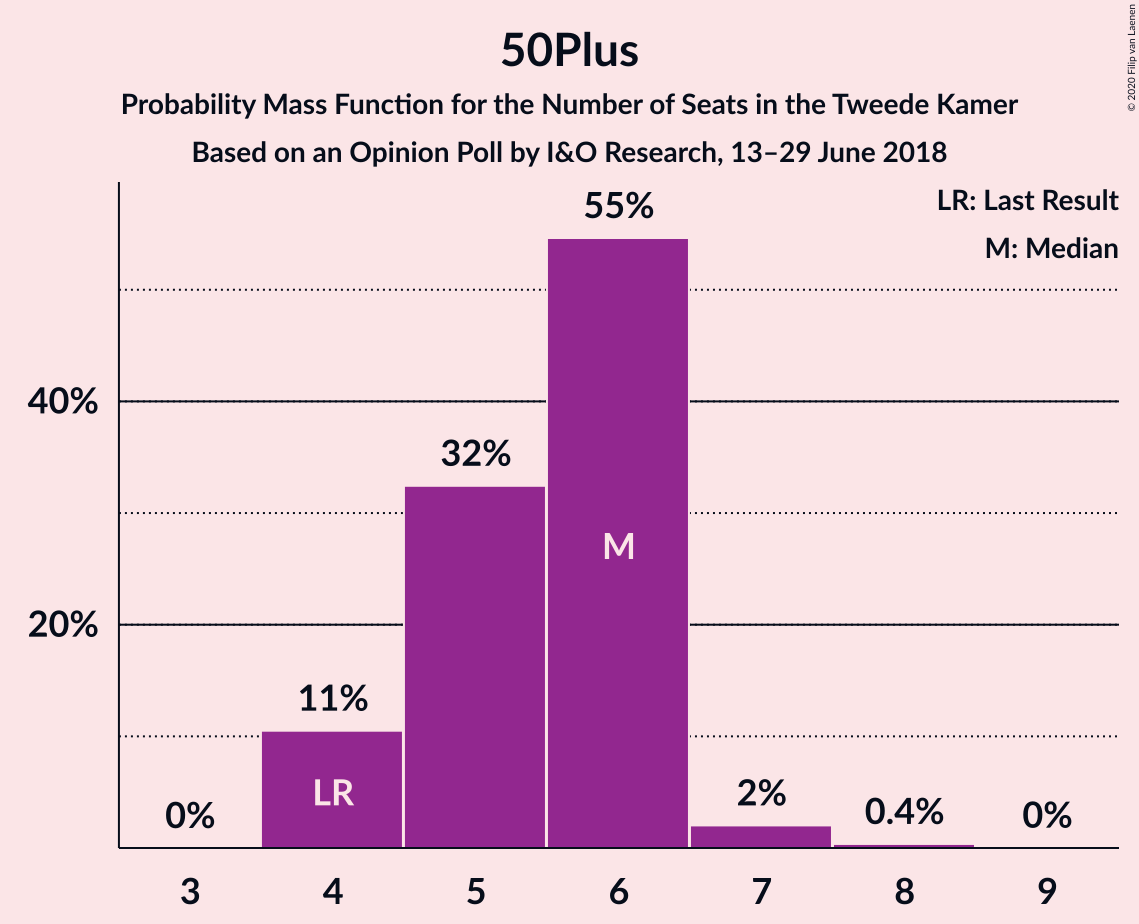 50Plus
Probability Mass Function for the Number of Seats in the Tweede Kamer
Based on an Opinion Poll by I&O Research, 13–29 June 2018
© 2020 Filip van Laenen
LR: Last Result
M: Median
55%
40%
32%
M
20%
11%
LR
0%
2%
0.4%
0%
3 4 5 6 7 8 9